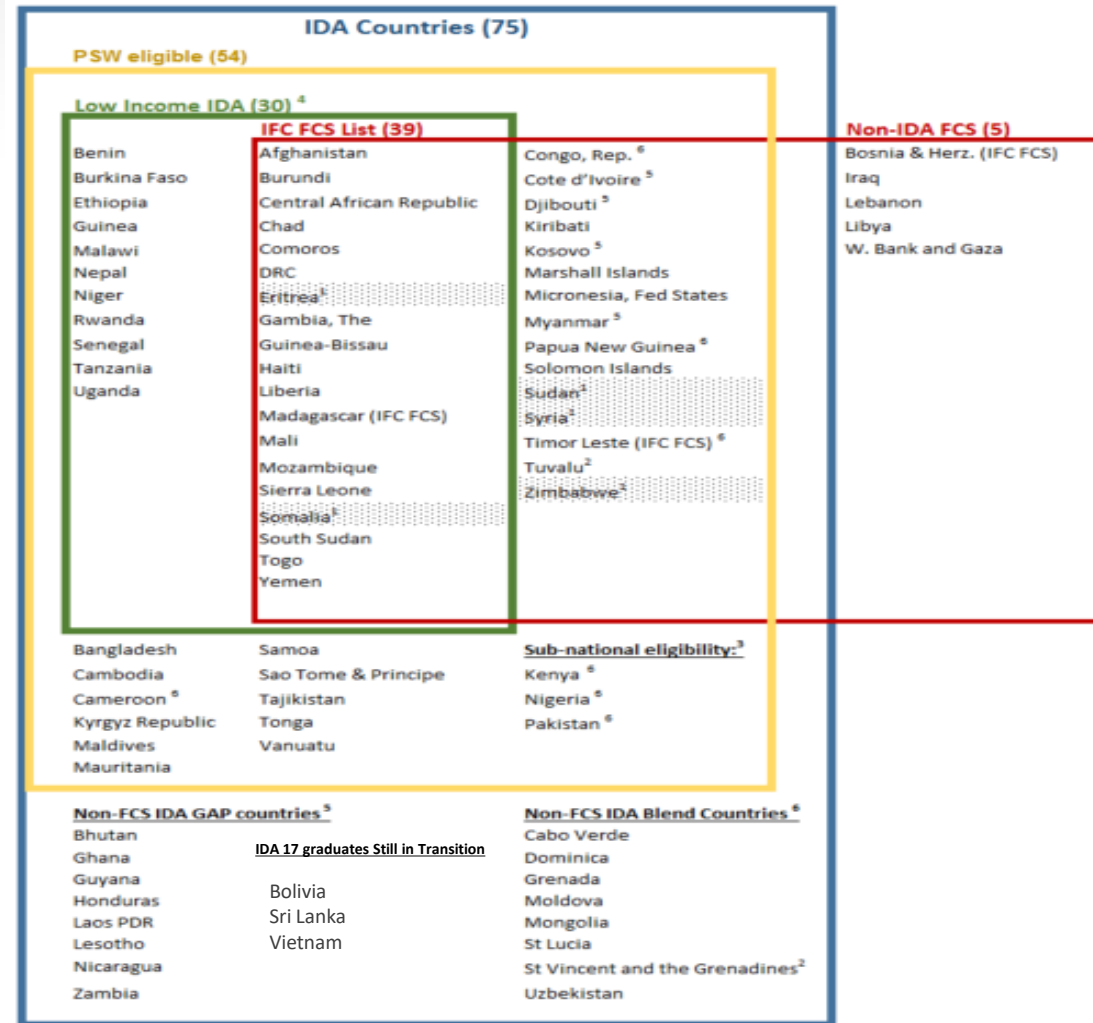 IDA Countries (75)
PSW eligible (54)
Low Income IDA (30) 4
IFC FCS List (39)
Non-IDA FCS (5)
Benin
Burkina Faso
Ethiopia
Guinea
Malawi
Nepal
Niger
Rwanda
Senegal
Tanzania
Uganda
Afghanistan
Burundi
Central African Republic
Chad
Comoros
DRC
Eritrea1
Gambia, The
Guinea-Bissau
Haiti
Liberia
Madagascar (IFC FCS)
Mali
Mozambique
Sierra Leone
Somalia1
South Sudan
Togo
Yemen
Congo, Rep. 6
Cote d'Ivoire 5
Djibouti 5
Kiribati
Kosovo 5
Marshall Islands
Micronesia, Fed States
Myanmar 5
Papua New Guinea 6
Solomon Islands
Sudan1
Syria1
Timor Leste (IFC FCS) 6
Tuvalu2
Zimbabwe1
Bosnia & Herz. (IFC FCS)
Iraq
Lebanon
Libya
W. Bank and Gaza
Bangladesh
Cambodia
Cameroon 6
Kyrgyz Republic
Maldives
Mauritania
Samoa
Sao Tome & Principe
Tajikistan
Tonga
Vanuatu
Sub-national eligibility:3
Kenya 6
Nigeria 6
Pakistan 6
Non-FCS IDA GAP countries 5
Bhutan
Ghana
Guyana
Honduras
Laos PDR
Lesotho
Nicaragua
Zambia
IDA 17 graduates Still in Transition
Bolivia
Sri Lanka
Vietnam
Non-FCS IDA Blend Countries 6
Cabo Verde
Dominica
Grenada
Moldova
Mongolia
St Lucia
St Vincent and the Grenadines2
Uzbekistan